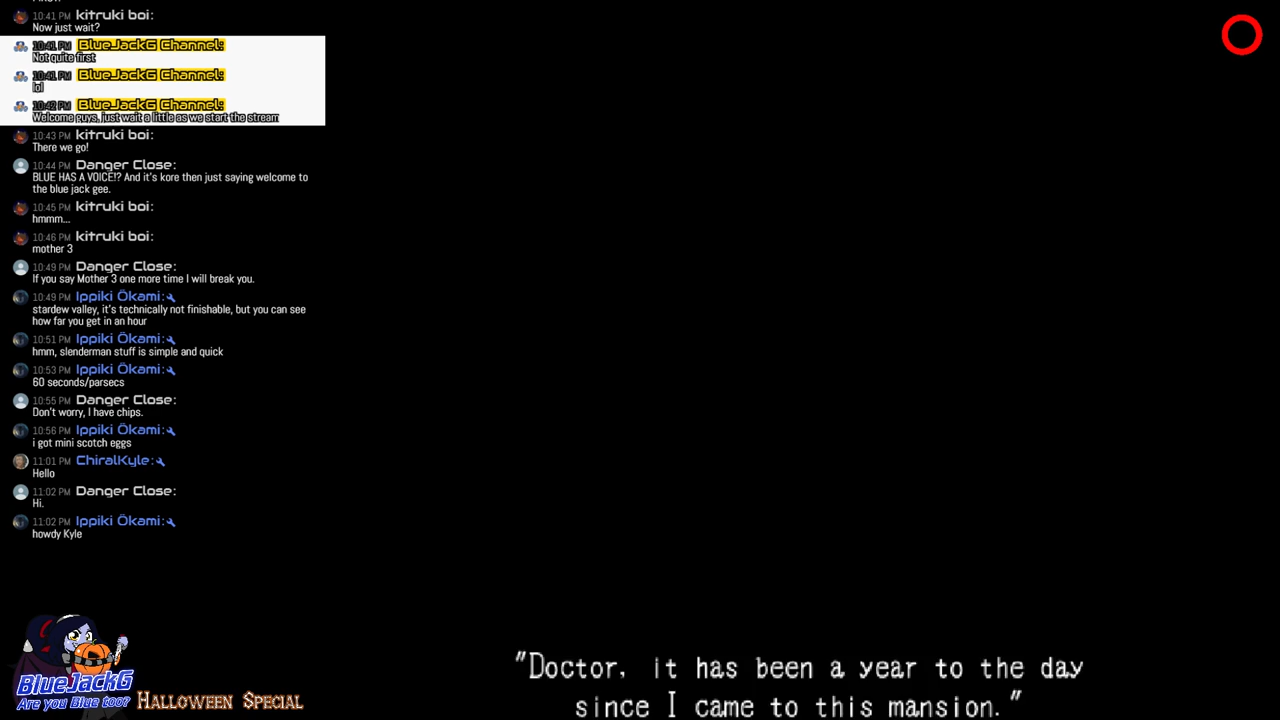 10:41 PM kitruki boi:
Now just wait?
10:41 PM BlueJackG Channel:
Not quite first
10:41 PM BlueJackG Channel:
lol
10:42 PM BlueJackG Channel:
Welcome guys, just wait a little as we start the stream
10:43 PM kitruki boi:
There we go!
10:44 PM Danger Close:
BLUE HAS A VOICE!? And it's kore then just saying welcome to
the blue jack gee.
10:45 PM kitruki boi:
hmmm...
10:46 PM kitruki boi:
mother 3
10:49 PM Danger Close:
If you say Mother 3 one more time I will break you.
10:49 PM Ippiki Ökami:
stardew valley, it's technically not finishable, but you can see
how far you get in an hour
10:51 PM Ippiki Ökami:
hmm, slenderman stuff is simple and quick
10:53 PM Ippiki Ökami:
60 seconds/parsecs
10:55 PM Danger Close:
Don't worry, I have chips.
10:56 PM Ippiki Ökami:
i got mini scotch eggs
11:01 PM ChiralKyle:
Hello
11:02 PM Danger Close:
Hi.
11:02 PM Ippiki Ökami:
howdy Kyle
BlueJackG
Are you Blue too?
Halloween Special
"Doctor, it has been a year to the day
since I came to this mansion."